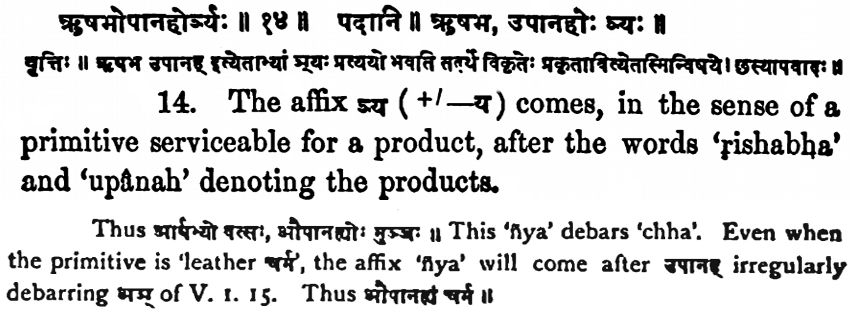 ऋषभोपानहोर्ञ्यः ॥ १४ ॥ पदानि ॥ ऋषभ, उपानहोः ञ्यः ॥
वृत्तिः ॥ ऋषभ उपानह् इत्येताभ्यां ञ्यः प्रत्ययो भवति तदर्थे विकृतेः प्रकृतावित्येतस्मिन्विषये। छस्यापवादः ॥
14. The affix ञ्य ( +/—य ) comes, in the sense of a
primitive serviceable for a product, after the words 'ṛishabḥa'
and 'upânah' denoting the products.
Thus आर्षभ्यो वत्सः, औपानह्योः मुञ्जः ॥ This 'ñya' debars 'chha'. Even when
the primitive is 'leather चर्म', the affix 'ñya' will come after उपानह् irregularly
debarring अञ् of V. 1. 15. Thus औपानह्यं चर्म ॥